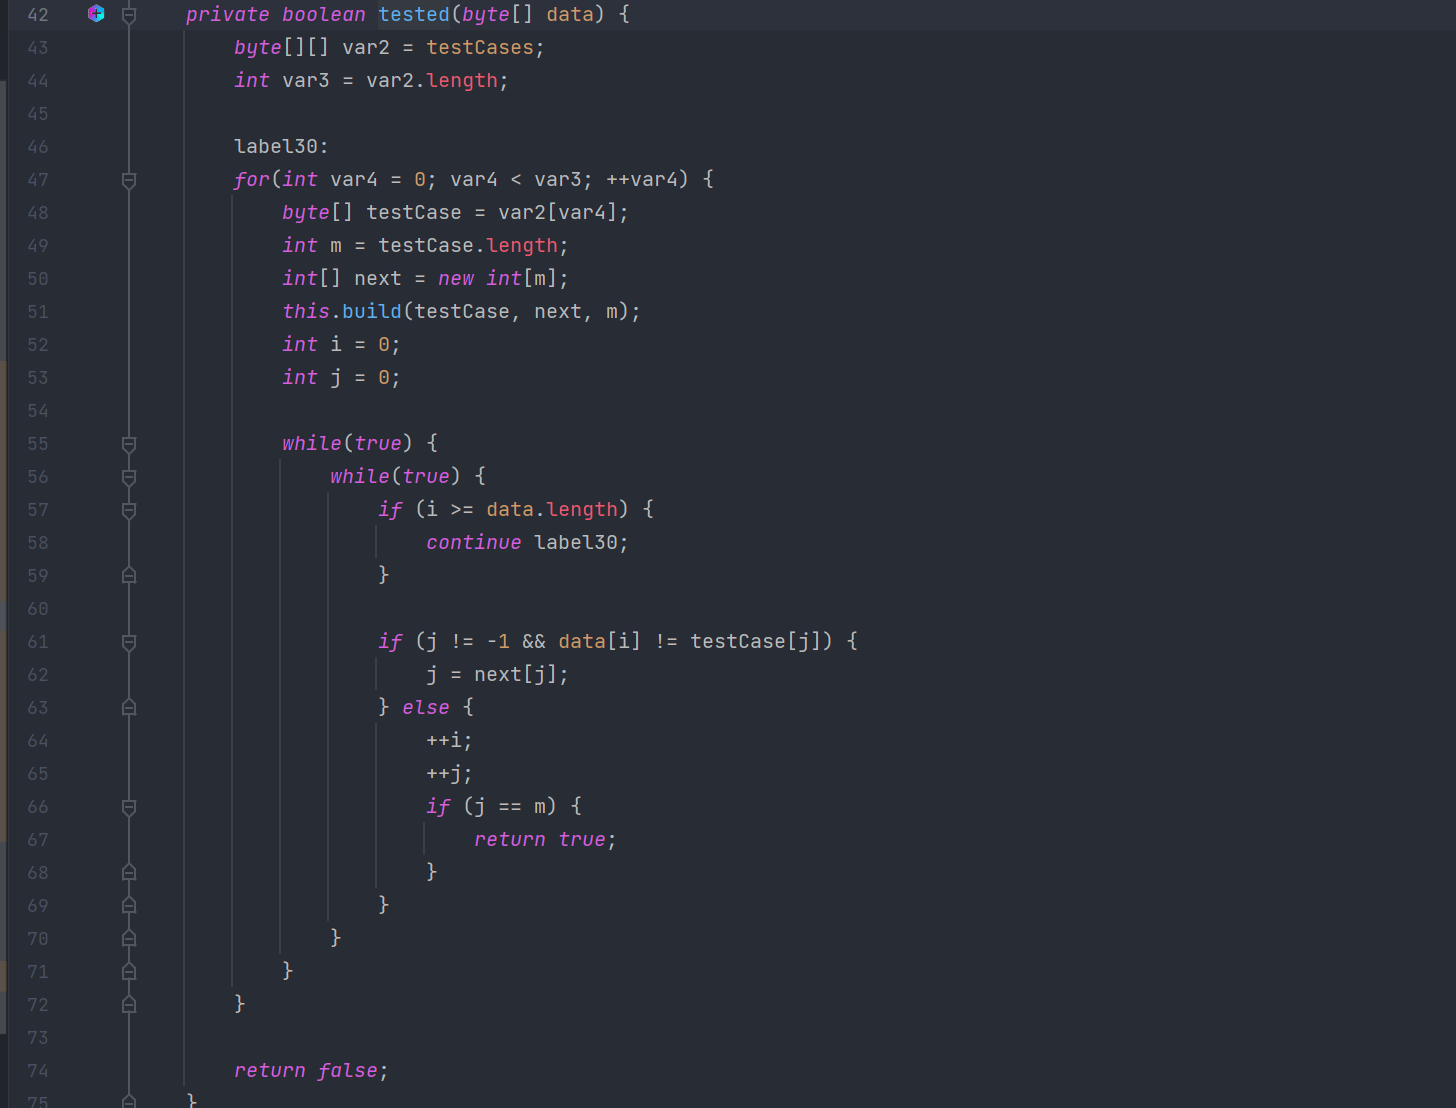 42 private boolean tested(byte[] data) {
43 byte[][] var2 = testCases;
44 int var3 = var2.length;
45
46 label30:
47 for(int var4 = 0; var4 < var3; ++var4) {
48 byte[] testCase = var2[var4];
49 int m = testCase.length;
50 int[] next = new int[m];
51 this.build(testCase, next, m);
52 int i = 0;
53 int j = 0;
54
55 while(true) {
56 while(true) {
57 if (i >= data.length) {
58 continue label30;
59 }
60
61 if (j != -1 && data[i] != testCase[j]) {
62 j = next[j];
63 } else {
64 ++i;
65 ++j;
66 if (j == m) {
67 return true;
68 }
69 }
70 }
71 }
72 }
73
74 return false;
75 }